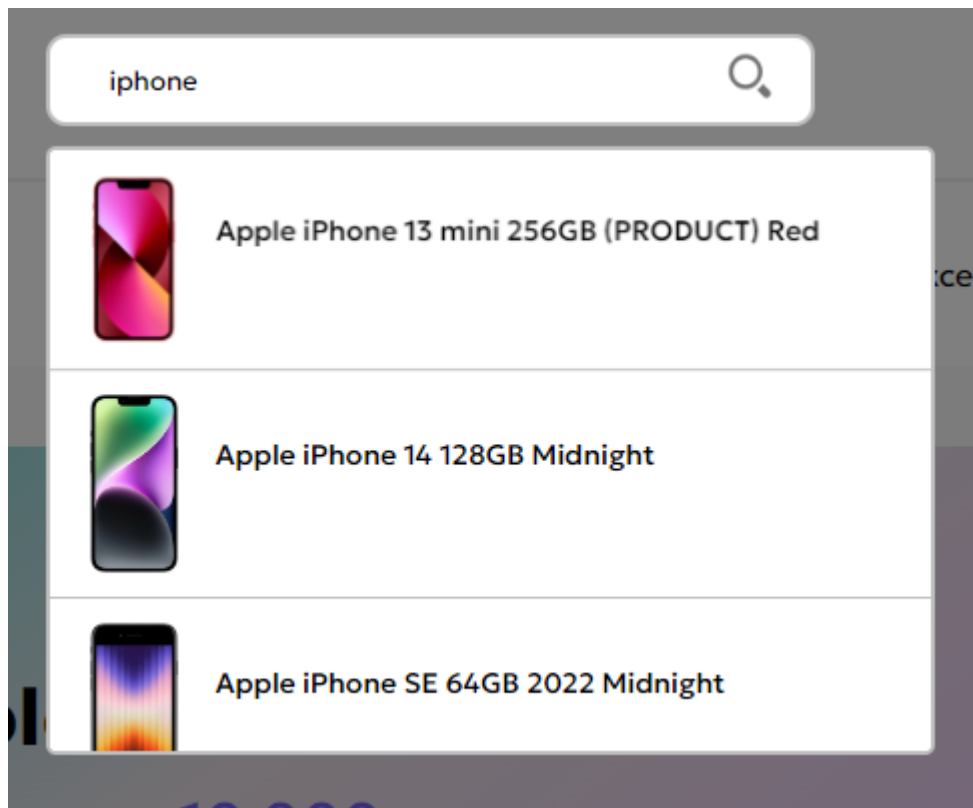 iphone
Apple iPhone 13 mini 256GB (PRODUCT) Red
Apple iPhone 14 128GB Midnight
Apple iPhone SE 64GB 2022 Midnight